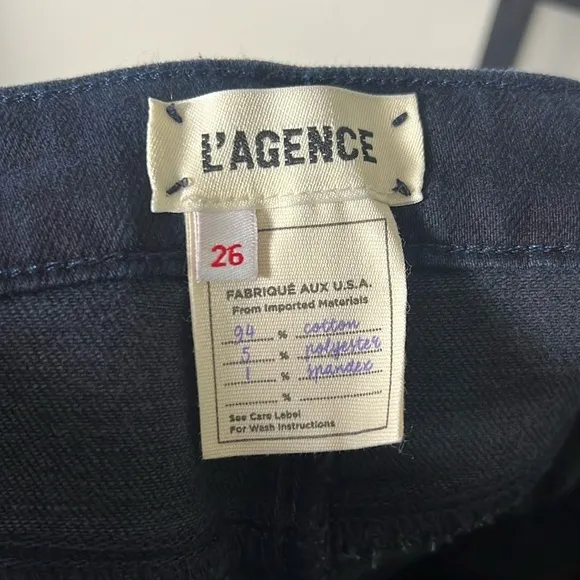 L'AGENCE
26
FABRIQUÉ AUX U.S.A.
From Imported Materials
94 % cotton
5 % polyester
1 % spandex
%
See Care Label
For Wash Instructions